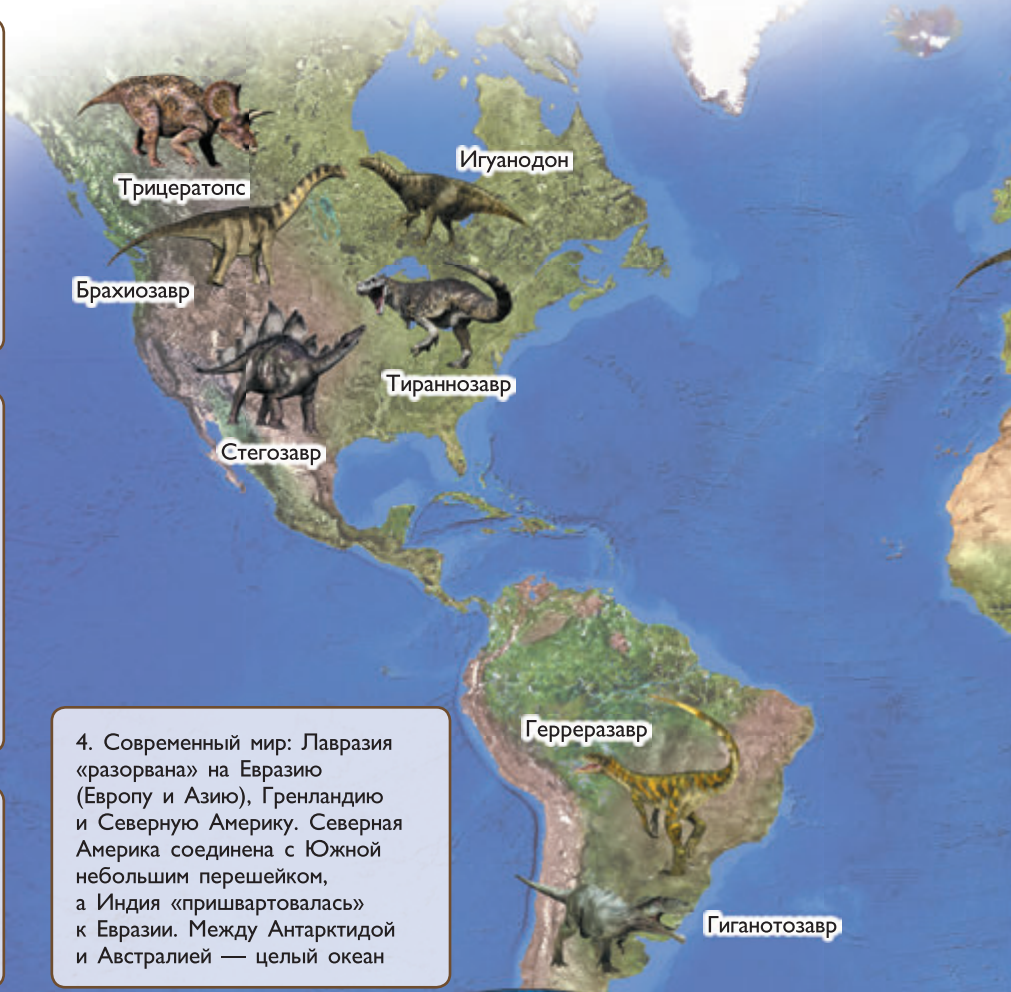 Игуанодон
Трицератопс
Брахиозавр
Тираннозавр
Стегозавр
Герреразавр
4. Современный мир: Лавразия
«разорвана» на Евразию
(Европу и Азию), Гренландию
и Северную Америку. Северная
Америка соединена с Южной
небольшим перешейком,
а Индия «пришвартовалась»
к Евразии. Между Антарктидой
и Австралией — целый океан
Гиганотозавр